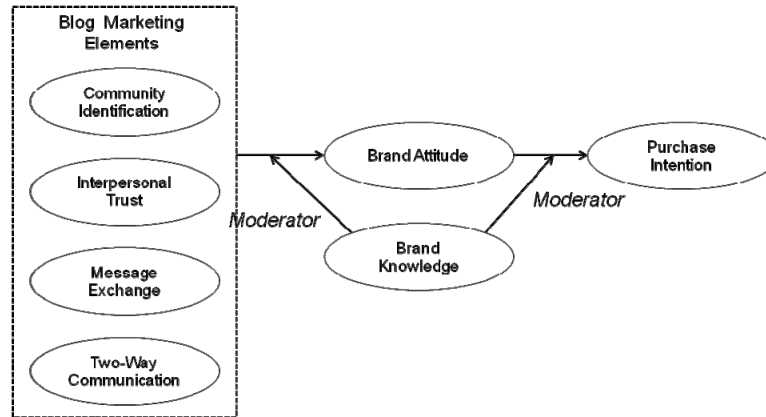 Blog Marketing
Elements
Community
Identification
Interpersonal
Trust
Message
Exchange
Two-Way
Communication
Brand Attitude
Moderator
Brand
Knowledge
Moderator
Purchase
Intention